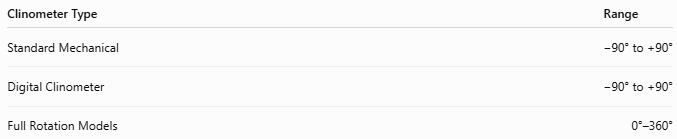 Clinometer Type Range
Standard Mechanical −90° to +90°
Digital Clinometer −90° to +90°
Full Rotation Models 0°–360°